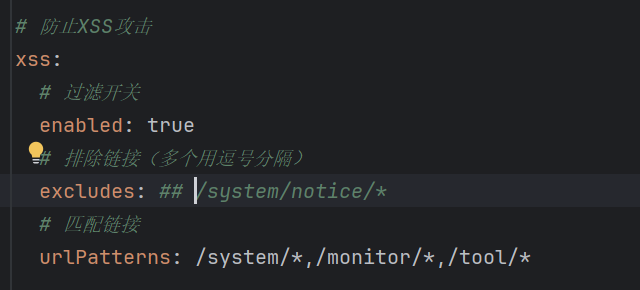 # 防止XSS攻击
xss:
# 过滤开关
enabled: true
# 排除链接（多个用逗号分隔）
excludes: ## /system/notice/*
# 匹配链接
urlPatterns: /system/*,/monitor/*,/tool/*